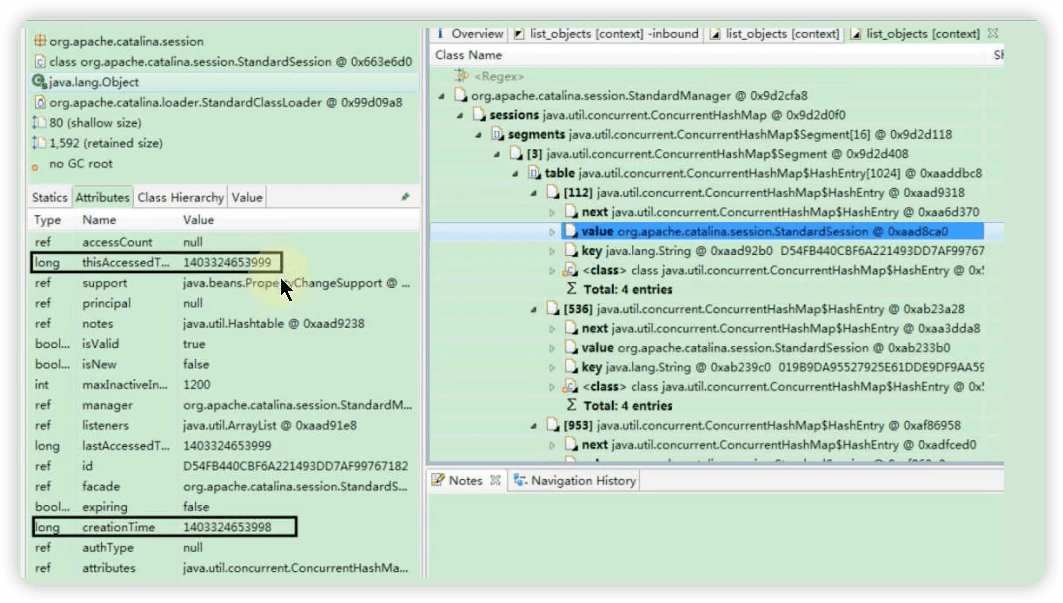 org.apache.catalina.session
class org.apache.catalina.session.StandardSession @ 0x663e6d0
java.lang.Object
org.apache.catalina.loader.StandardClassLoader @ 0x99d09a8
80 (shallow size)
1,592 (retained size)
no GC root
Statics Attributes Class Hierarchy Value
Type Name Value
ref accessCount null
long thisAccessedT... 1403324653999
ref support java.beans.PropertyChangeSupport @ ...
ref principal null
ref notes java.util.Hashtable @ 0xaad9238
bool... isValid true
bool... isNew false
int maxInactiveIn... 1200
ref manager org.apache.catalina.session.StandardM...
ref listeners java.util.ArrayList @ 0xaad91e8
long lastAccessedT... 1403324653999
ref id D54FB440CBF6A221493DD7AF99767182
ref facade org.apache.catalina.session.StandardS...
bool... expiring false
long creationTime 1403324653998
ref authType null
ref attributes java.util.concurrent.ConcurrentHashMa...
i Overview list_objects [context] -inbound list_objects [context] list_objects [context]
Class Name
<Regex>
org.apache.catalina.session.StandardManager @ 0x9d2cfa8
sessions java.util.concurrent.ConcurrentHashMap @ 0x9d2d0f0
segments java.util.concurrent.ConcurrentHashMap$Segment[16] @ 0x9d2d118
[3] java.util.concurrent.ConcurrentHashMap$Segment @ 0x9d2d408
table java.util.concurrent.ConcurrentHashMap$HashEntry[1024] @ 0xaaddbc8
[112] java.util.concurrent.ConcurrentHashMap$HashEntry @ 0xaad9318
next java.util.concurrent.ConcurrentHashMap$HashEntry @ 0xaa6d370
value org.apache.catalina.session.StandardSession @ 0xaad8ca0
key java.lang.String @ 0xaad92b0 D54FB440CBF6A221493DD7AF99767
<class> class java.util.concurrent.ConcurrentHashMap$HashEntry @ 0x
Σ Total: 4 entries
[536] java.util.concurrent.ConcurrentHashMap$HashEntry @ 0xab23a28
next java.util.concurrent.ConcurrentHashMap$HashEntry @ 0xaa3dda8
value org.apache.catalina.session.StandardSession @ 0xab233b0
key java.lang.String @ 0xab239c0 019B9DA95527925E61DDE9DF9AA59
<class> class java.util.concurrent.ConcurrentHashMap$HashEntry @ 0x
Σ Total: 4 entries
[953] java.util.concurrent.ConcurrentHashMap$HashEntry @ 0xaf86958
next java.util.concurrent.ConcurrentHashMap$HashEntry @ 0xadfced0
Notes Navigation History